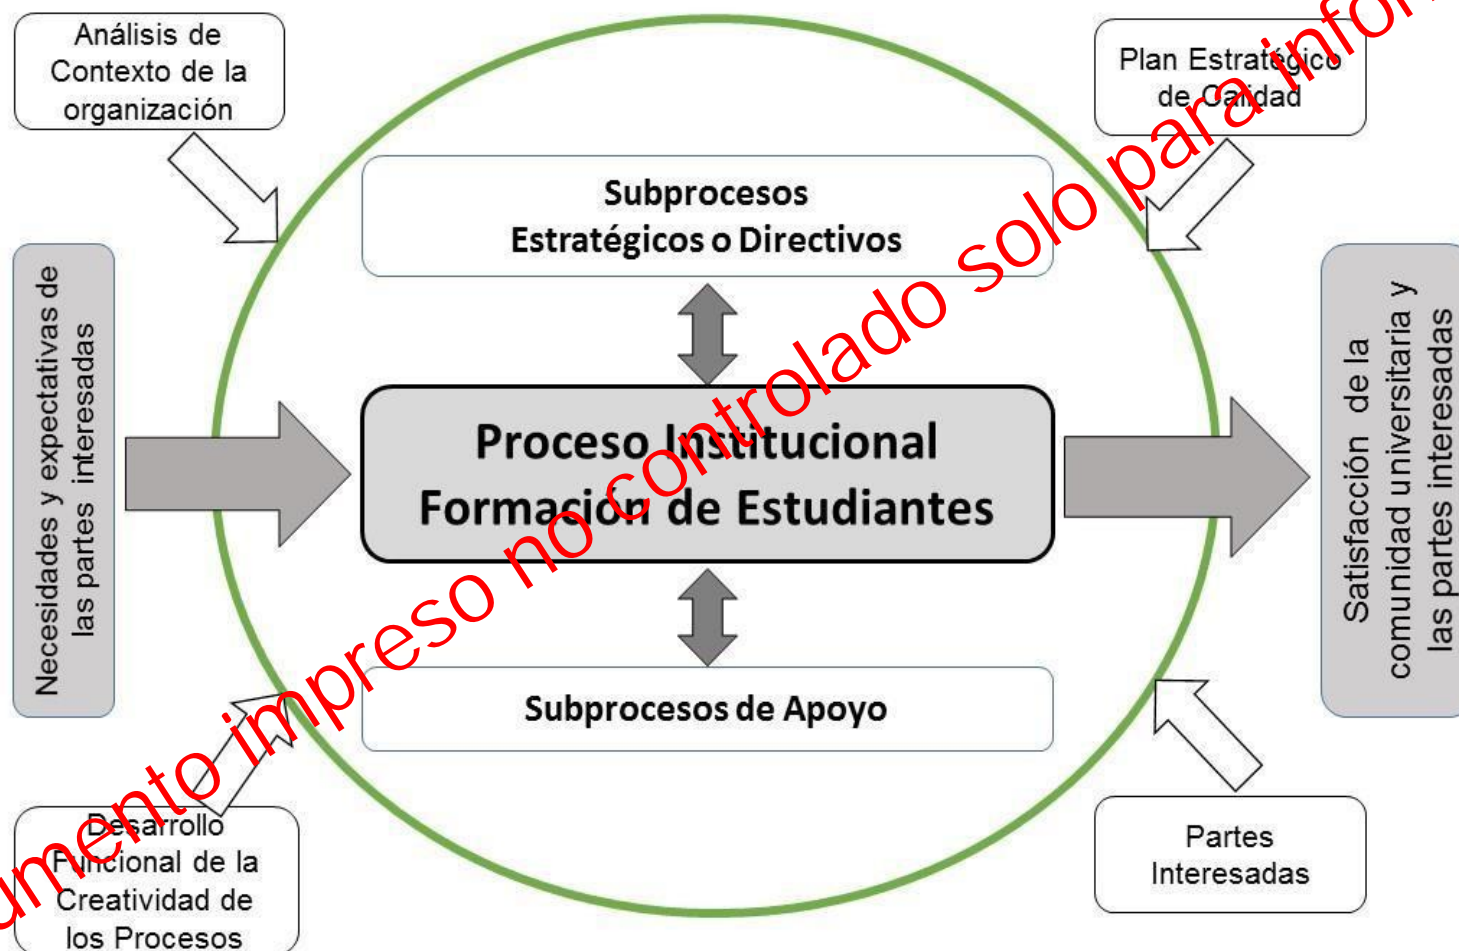 Análisis de
Contexto de la
organización
Plan Estratégico
de Calidad
Subprocesos
Estratégicos o Directivos
Necesidades y expectativas de
las partes interesadas
Proceso Institucional
Formación de Estudiantes
Satisfacción de la
comunidad universitaria y
las partes interesadas
Subprocesos de Apoyo
Desarrollo
Funcional de la
Creatividad de
los Procesos
Partes
Interesadas
impreso no controlado solo para